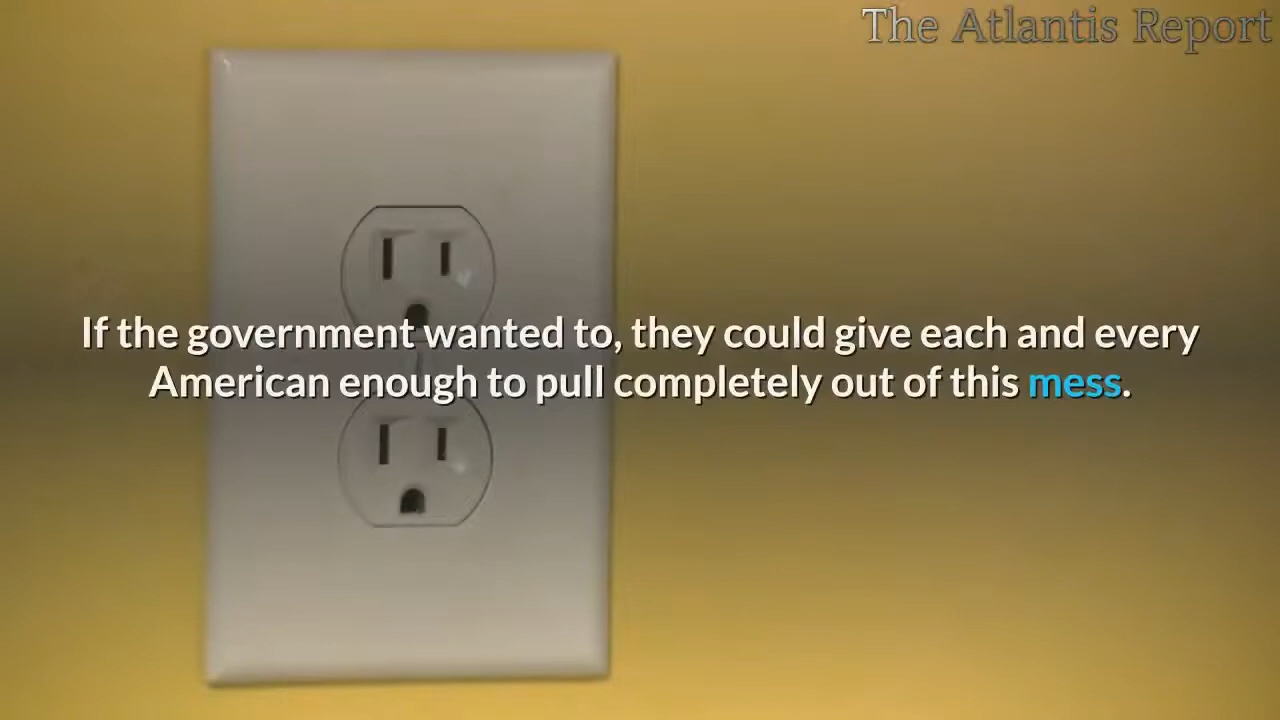 The Atlantis Report
If the government wanted to, they could give each and every
American enough to pull completely out of this mess.